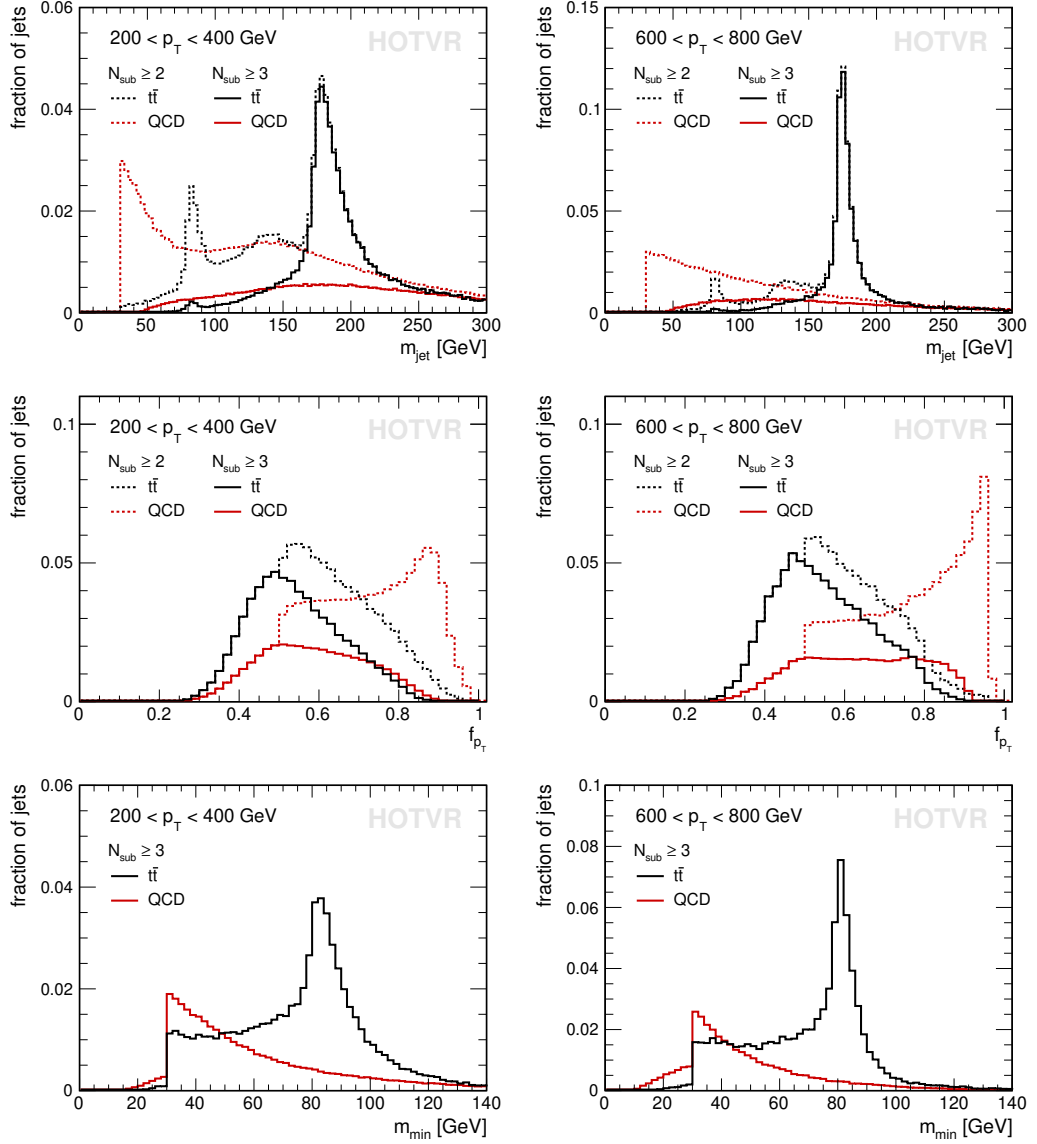 fraction of jets
0.06
0.04
0.02
0
200 < p_T < 400 GeV
HOTVR
N_sub ≥ 2 N_sub ≥ 3
tt̄ tt̄
QCD QCD
0 50 100 150 200 250 300
m_jet [GeV]
fraction of jets
0.15
0.10
0.05
0
600 < p_T < 800 GeV
HOTVR
N_sub ≥ 2 N_sub ≥ 3
tt̄ tt̄
QCD QCD
0 50 100 150 200 250 300
m_jet [GeV]
fraction of jets
0.1
0.05
0
200 < p_T < 400 GeV
HOTVR
N_sub ≥ 2 N_sub ≥ 3
tt̄ tt̄
QCD QCD
0 0.2 0.4 0.6 0.8 1
f_p_T
fraction of jets
0.1
0.05
0
600 < p_T < 800 GeV
HOTVR
N_sub ≥ 2 N_sub ≥ 3
tt̄ tt̄
QCD QCD
0 0.2 0.4 0.6 0.8 1
f_p_T
fraction of jets
0.06
0.04
0.02
0
200 < p_T < 400 GeV
HOTVR
N_sub ≥ 3
tt̄
QCD
0 20 40 60 80 100 120 140
m_min [GeV]
fraction of jets
0.1
0.08
0.06
0.04
0.02
0
600 < p_T < 800 GeV
HOTVR
N_sub ≥ 3
tt̄
QCD
0 20 40 60 80 100 120 140
m_min [GeV]